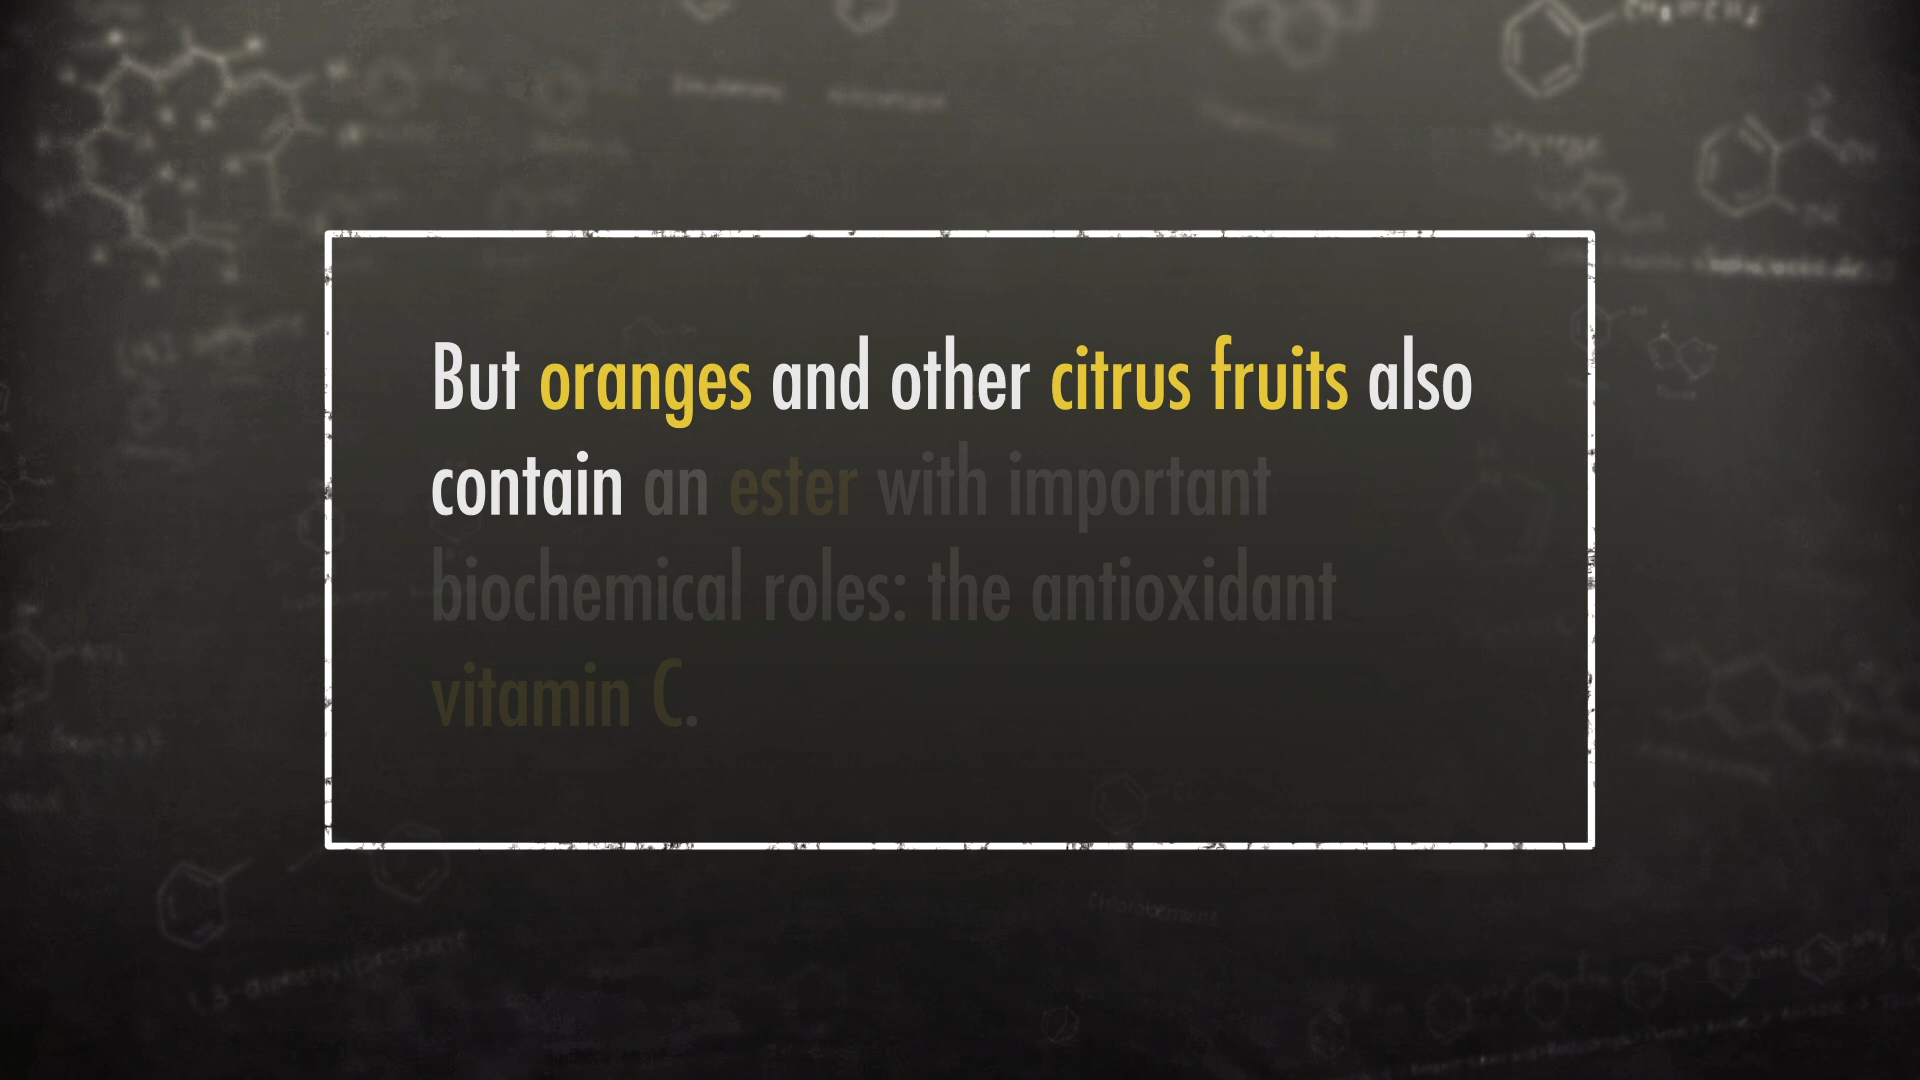 But oranges and other citrus fruits also
contain an ester with important
biochemical roles: the antioxidant
vitamin C.